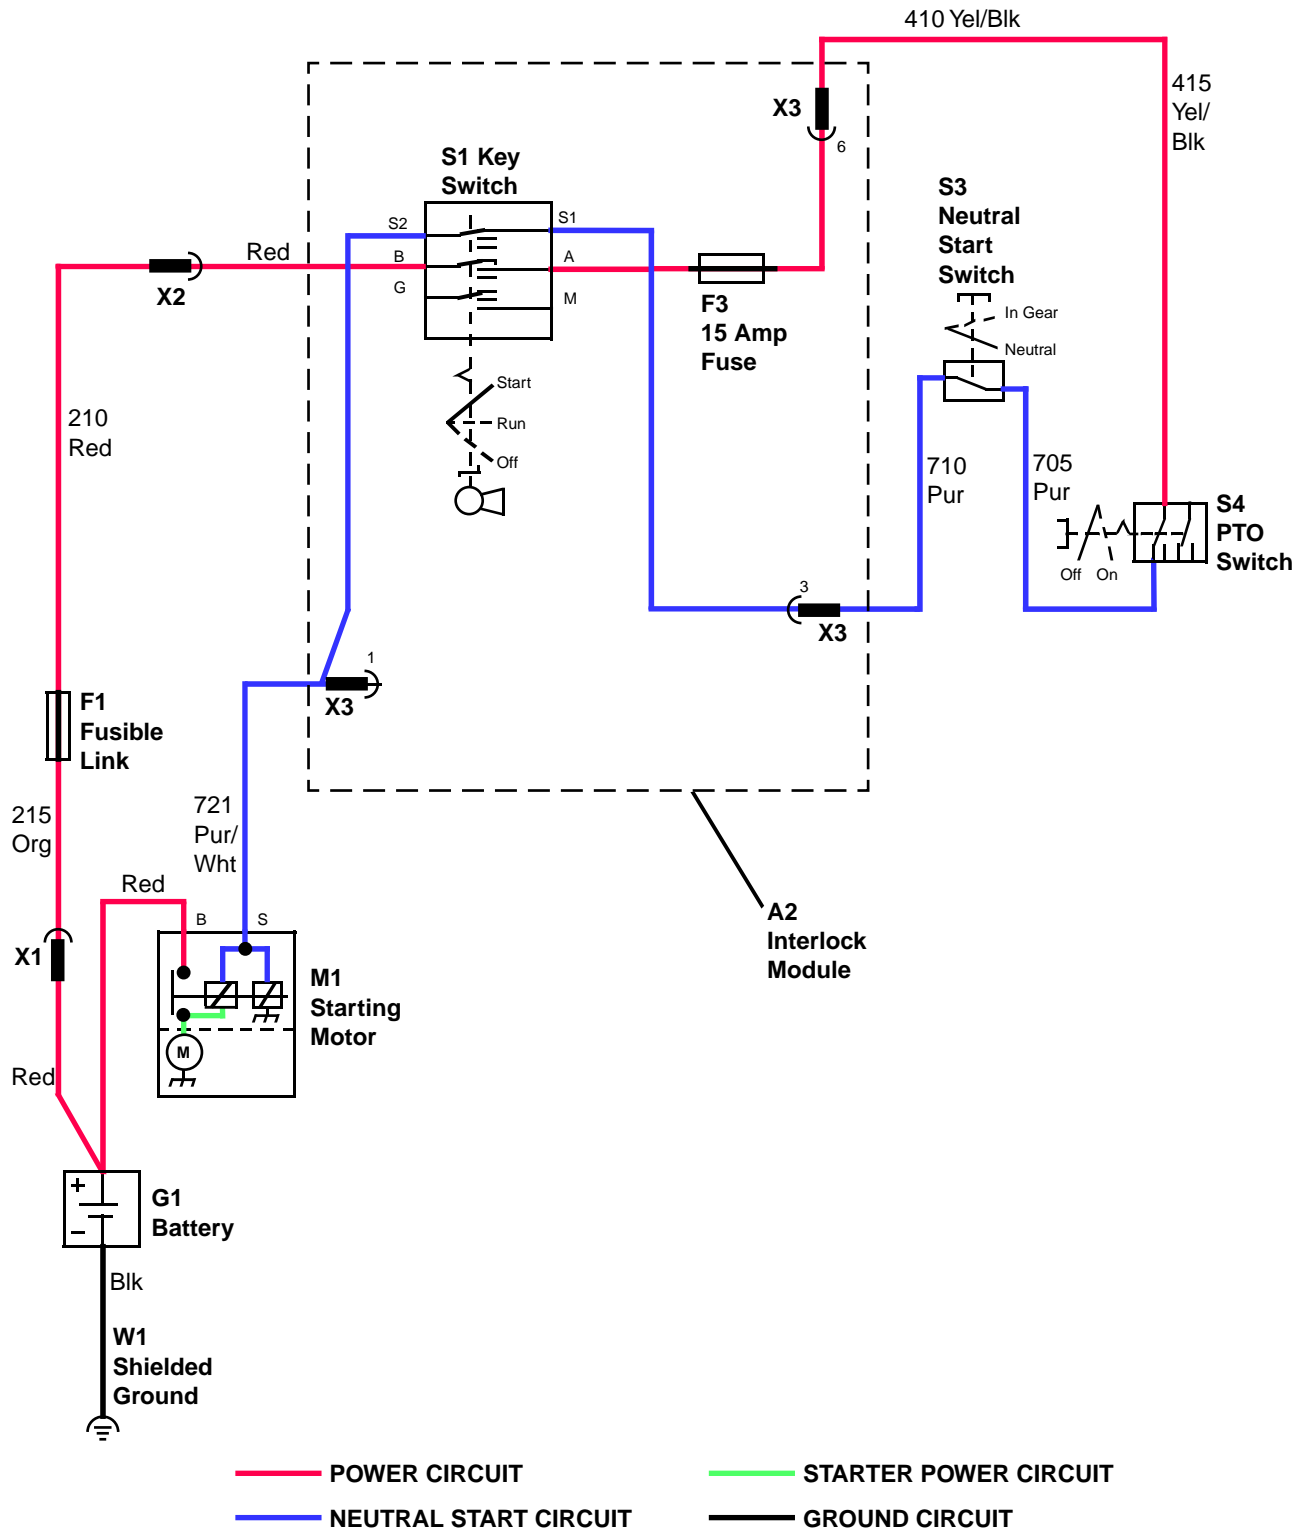 410 Yel/Blk
415
Yel/
Blk
X3
6
S1 Key
Switch
S3
Neutral
Start
Switch
S2
S1
Red
B
A
X2
G
M
F3
15 Amp
Fuse
In Gear
Neutral
Start
Run
Off
210
Red
710
Pur
705
Pur
S4
PTO
Switch
Off
On
3
X3
1
X3
F1
Fusible
Link
215
Org
721
Pur/
Wht
Red
B
S
A2
Interlock
Module
X1
M1
Starting
Motor
M
Red
+
–
G1
Battery
Blk
W1
Shielded
Ground
POWER CIRCUIT
STARTER POWER CIRCUIT
NEUTRAL START CIRCUIT
GROUND CIRCUIT